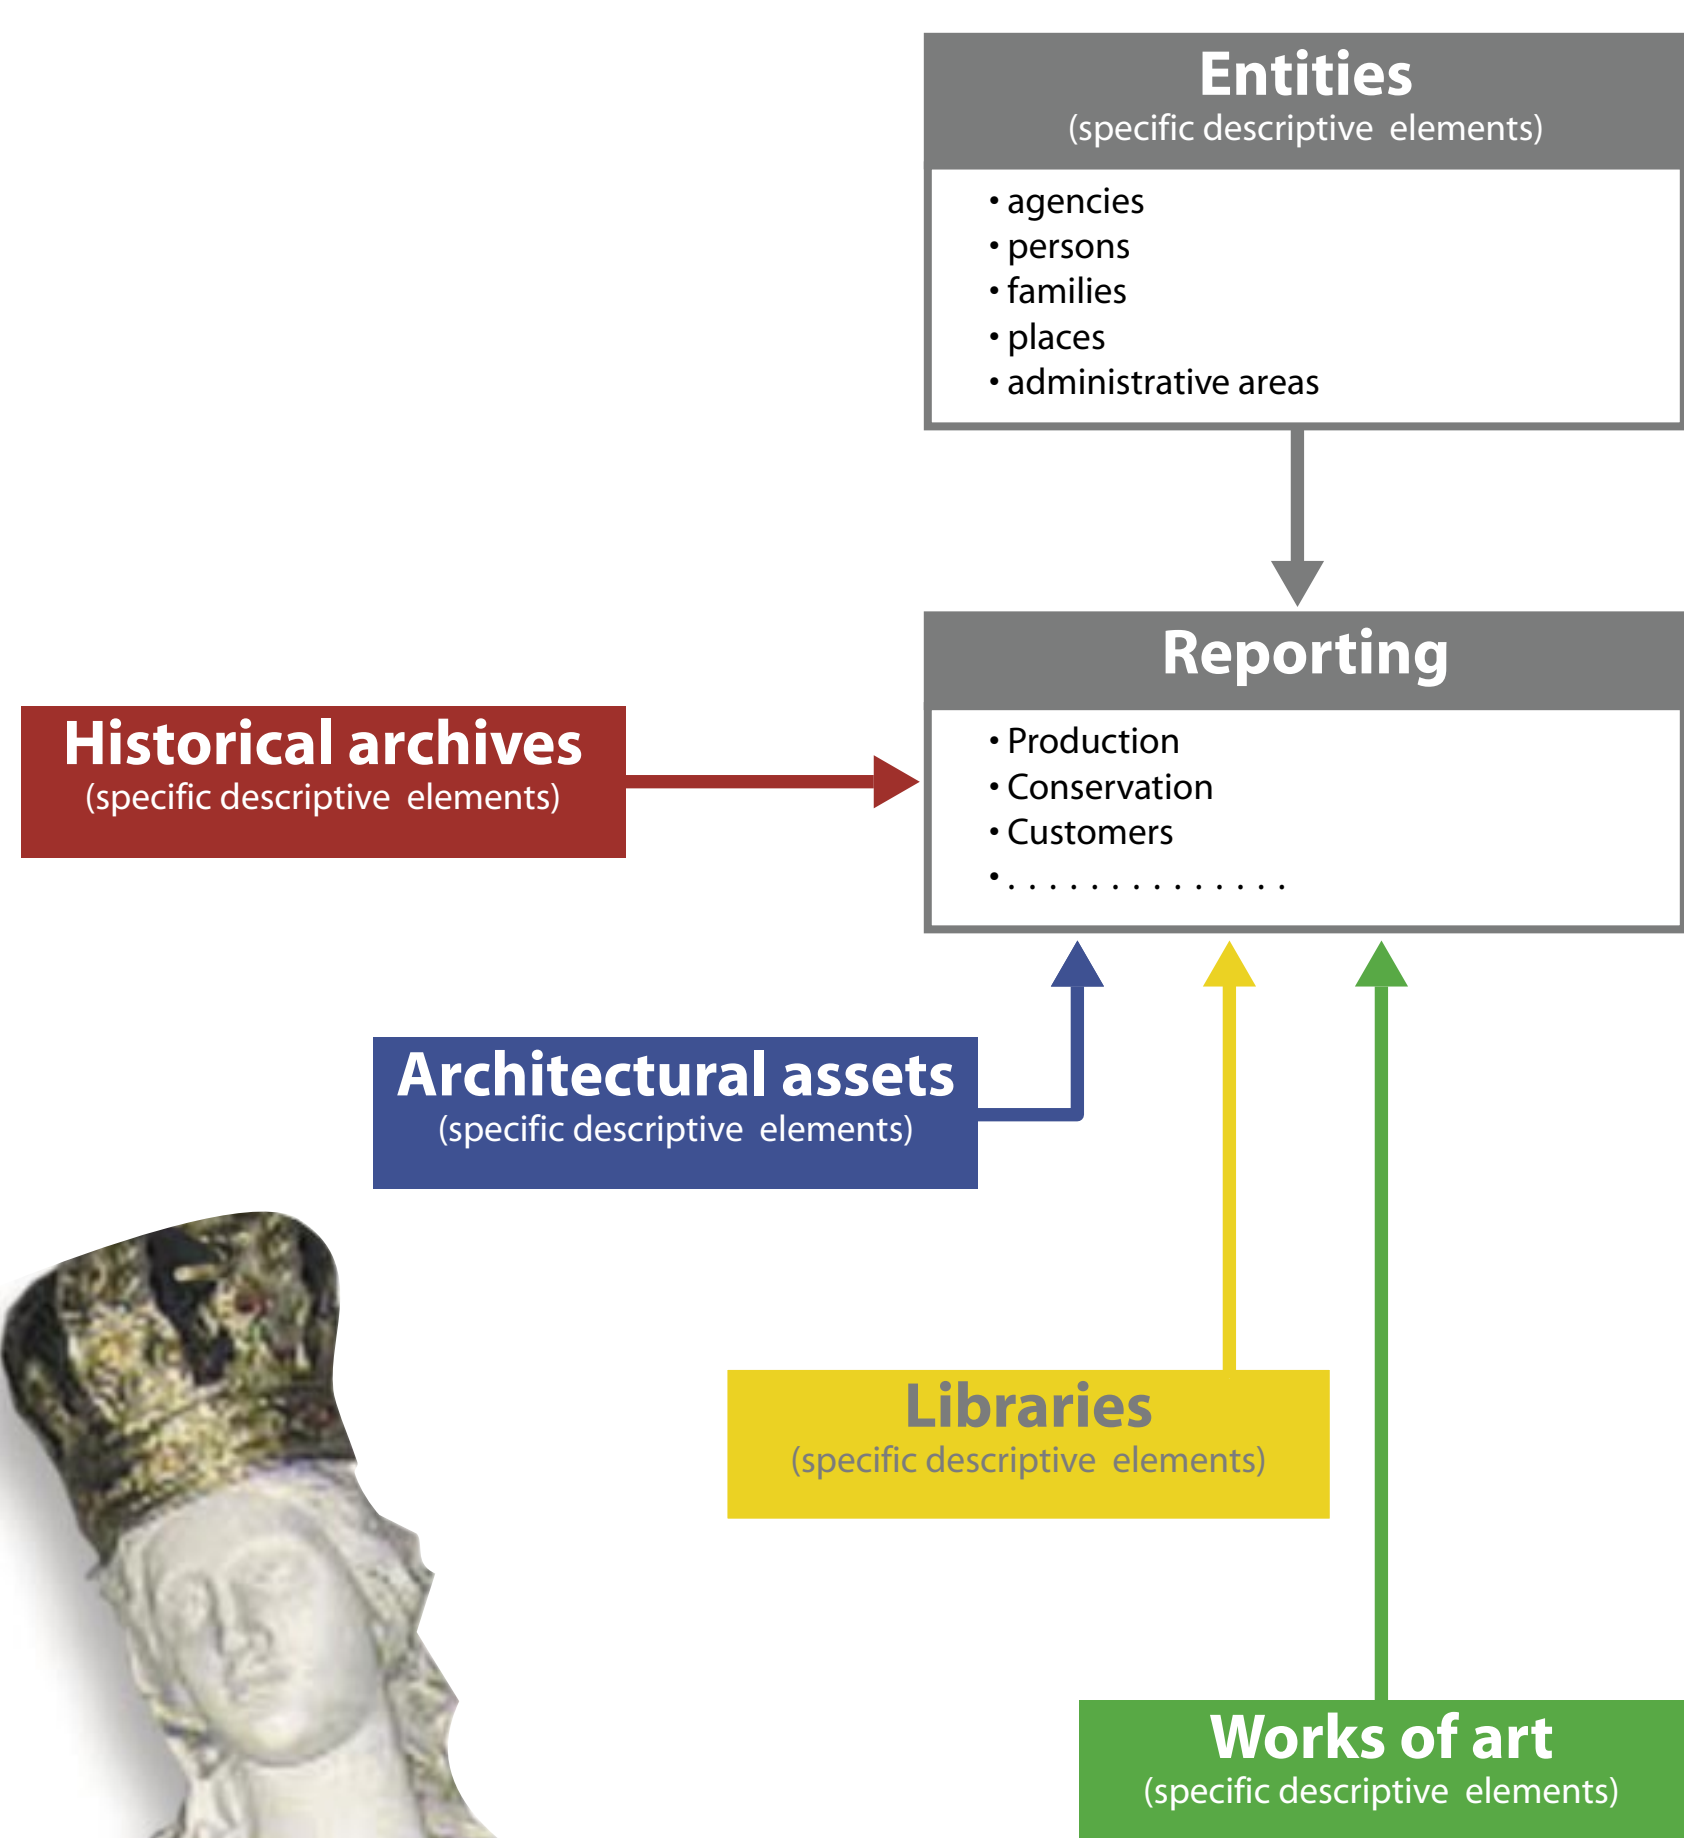 Entities
(specific descriptive elements)
• agencies
• persons
• families
• places
• administrative areas
Reporting
• Production
• Conservation
• Customers
• . . . . . . . . . . . . . .
Historical archives
(specific descriptive elements)
Architectural assets
(specific descriptive elements)
Libraries
(specific descriptive elements)
Works of art
(specific descriptive elements)